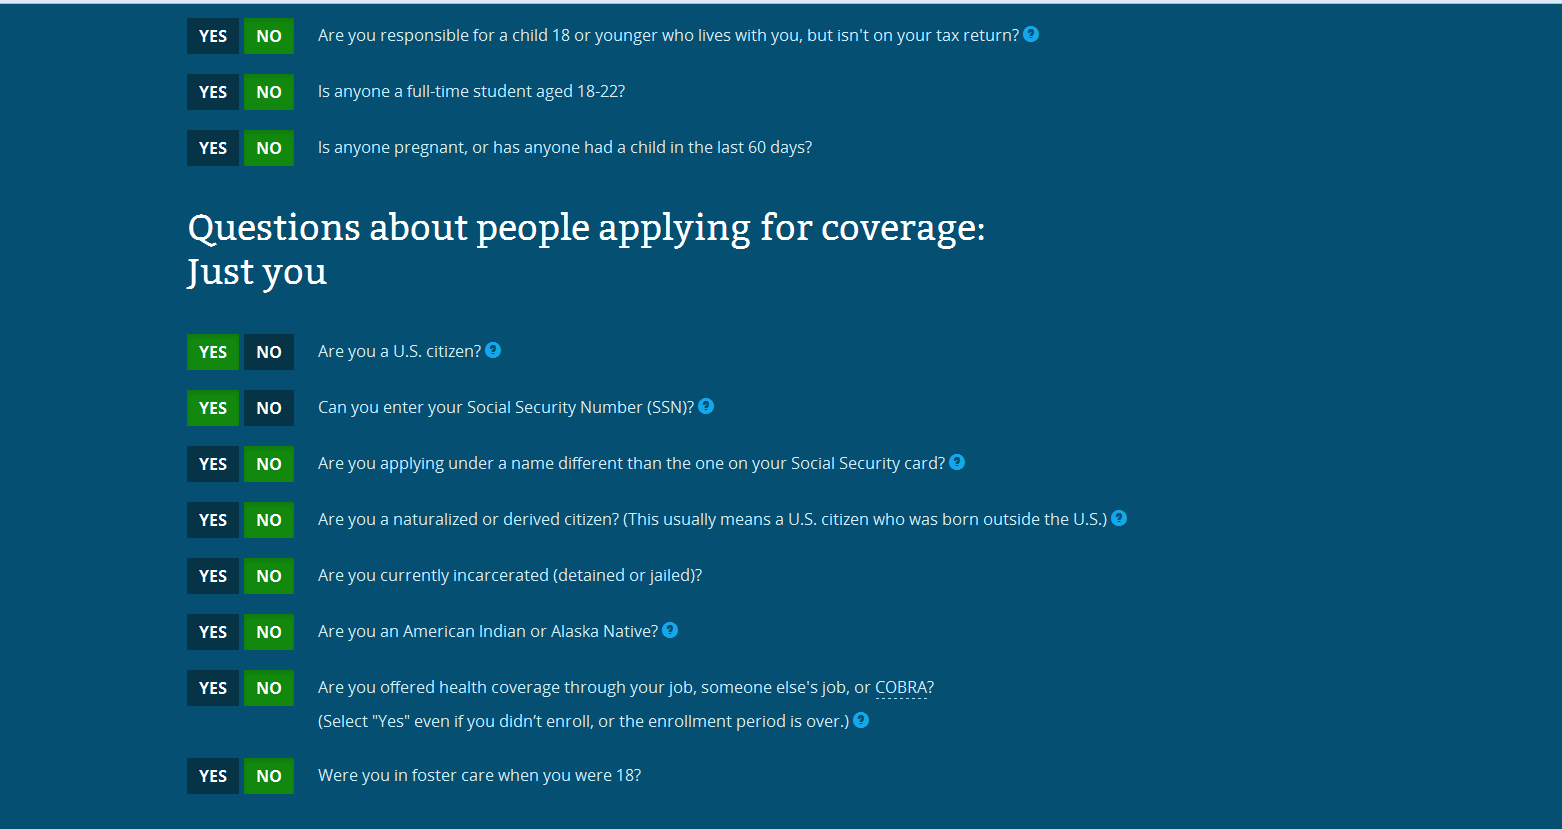 YES NO Are you responsible for a child 18 or younger who lives with you, but isn't on your tax return? ?
YES NO Is anyone a full-time student aged 18-22?
YES NO Is anyone pregnant, or has anyone had a child in the last 60 days?
Questions about people applying for coverage:
Just you
YES NO Are you a U.S. citizen? ?
YES NO Can you enter your Social Security Number (SSN)? ?
YES NO Are you applying under a name different than the one on your Social Security card? ?
YES NO Are you a naturalized or derived citizen? (This usually means a U.S. citizen who was born outside the U.S.) ?
YES NO Are you currently incarcerated (detained or jailed)?
YES NO Are you an American Indian or Alaska Native? ?
YES NO Are you offered health coverage through your job, someone else's job, or COBRA?
(Select "Yes" even if you didn’t enroll, or the enrollment period is over.) ?
YES NO Were you in foster care when you were 18?